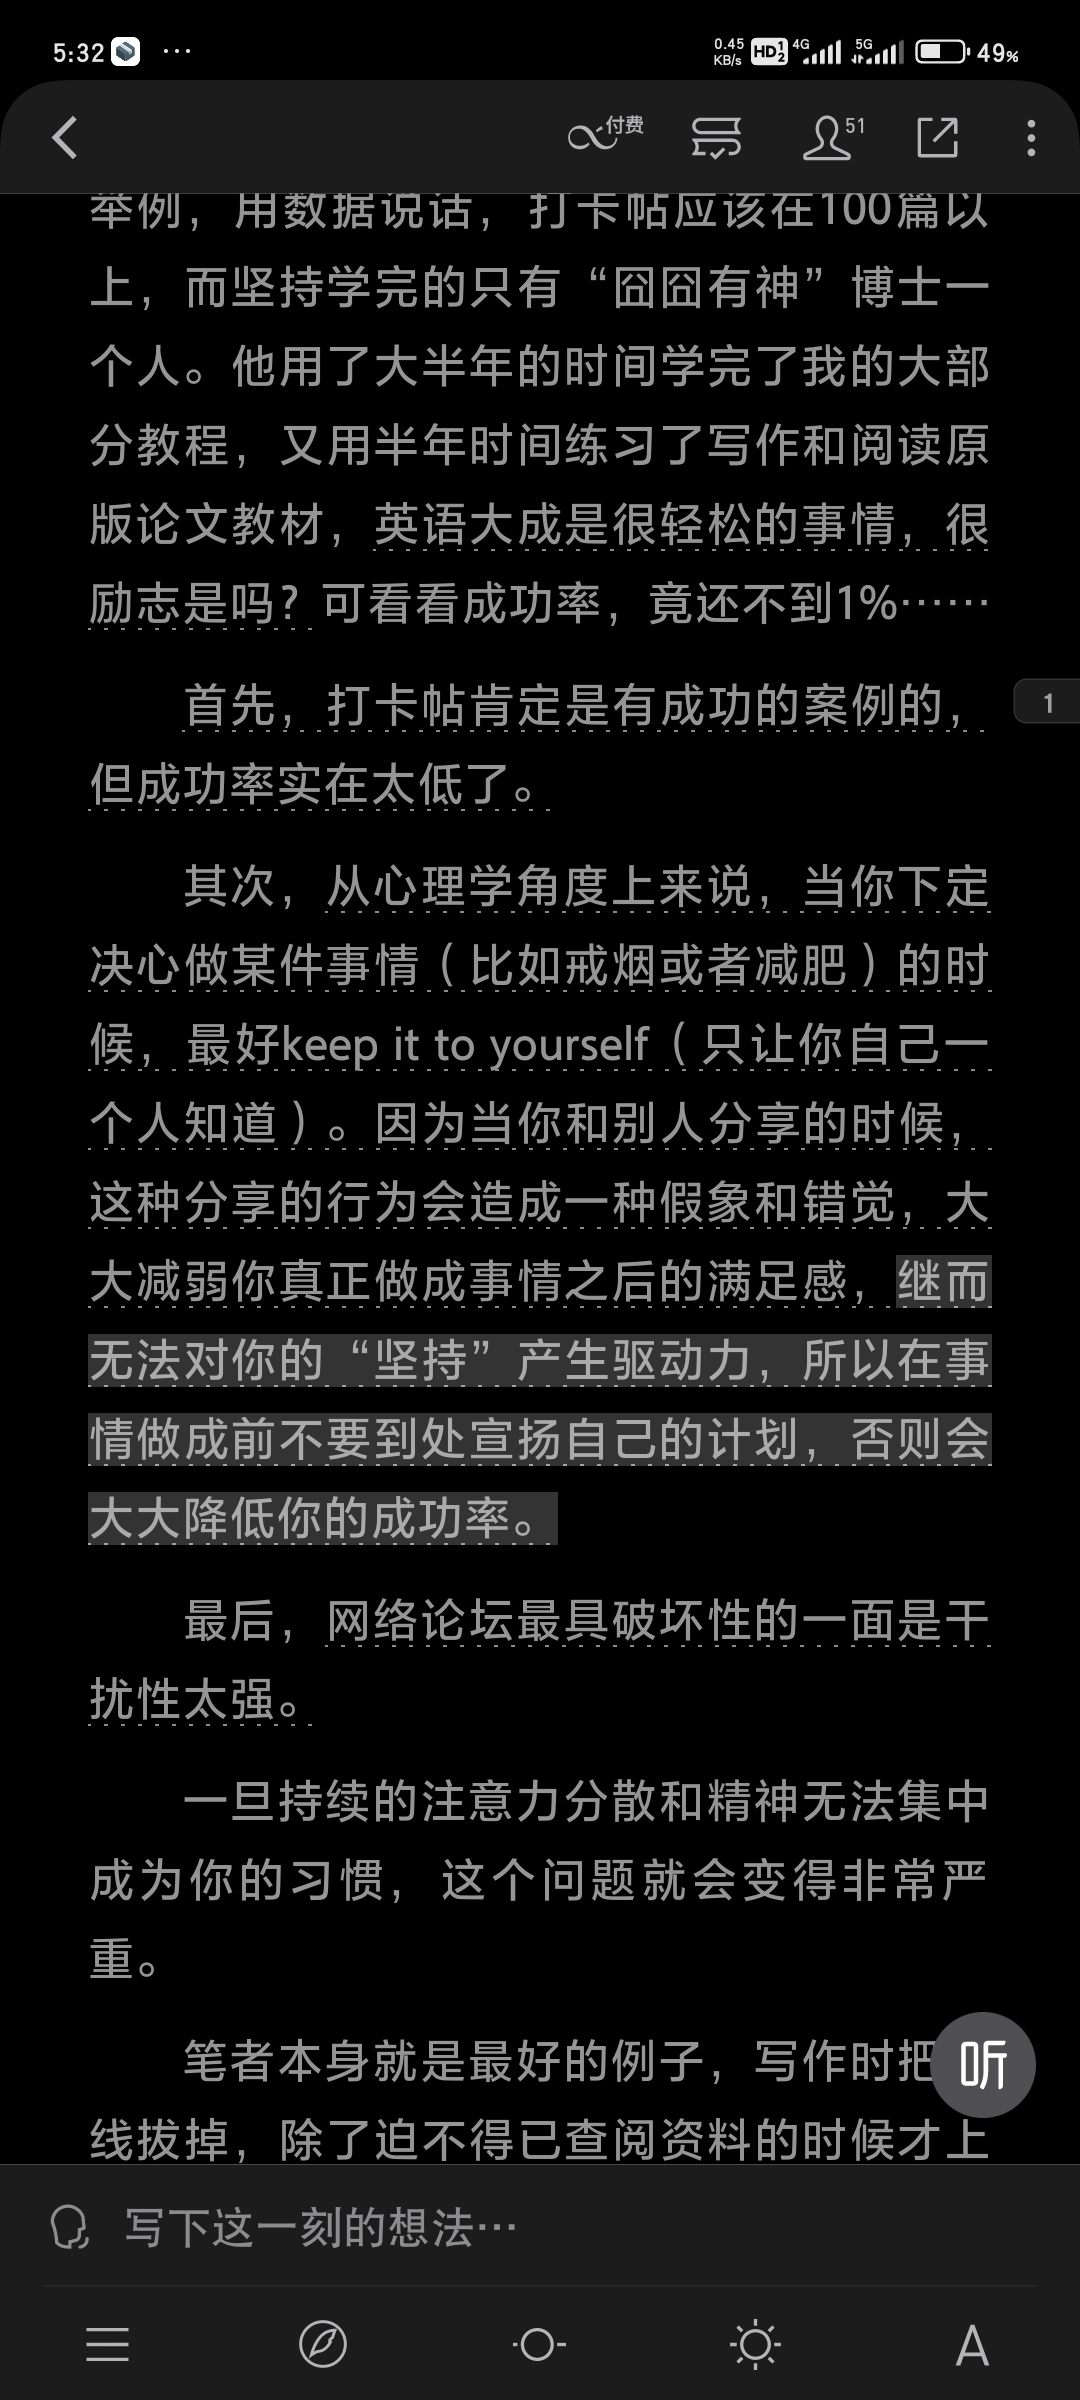 5:32 ··· 0.45 KB/s HD 1 2 4G 5G 49%
付费 51
举例，用数据说话，打卡帖应该在100篇以
上，而坚持学完的只有“囧囧有神”博士一
个人。他用了大半年的时间学完了我的大部
分教程，又用半年时间练习了写作和阅读原
版论文教材，英语大成是很轻松的事情，很
励志是吗？可看看成功率，竟还不到1%……
首先，打卡帖肯定是有成功的案例的，
1
但成功率实在太低了。
其次，从心理学角度上来说，当你下定
决心做某件事情（比如戒烟或者减肥）的时
候，最好keep it to yourself（只让你自己一
个人知道）。因为当你和别人分享的时候，
这种分享的行为会造成一种假象和错觉，大
大减弱你真正做成事情之后的满足感，继而
无法对你的“坚持”产生驱动力，所以在事
情做成前不要到处宣扬自己的计划，否则会
大大降低你的成功率。
最后，网络论坛最具破坏性的一面是干
扰性太强。
一旦持续的注意力分散和精神无法集中
成为你的习惯，这个问题就会变得非常严
重。
笔者本身就是最好的例子，写作时把
听
线拔掉，除了迫不得已查阅资料的时候才上
写下这一刻的想法…
A